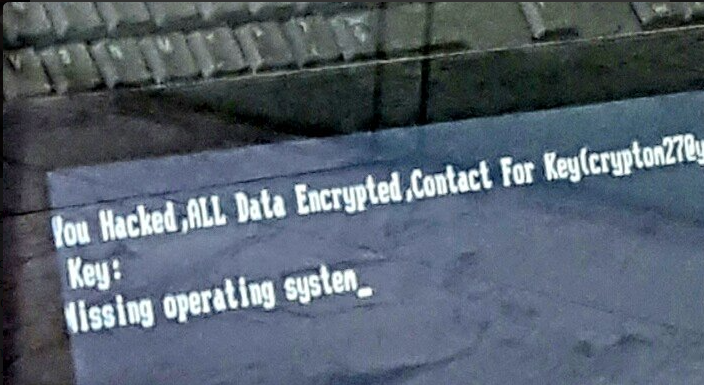 You Hacked,ALL Data Encrypted,Contact For Key(crypton27@y
Key:
Missing operating system_